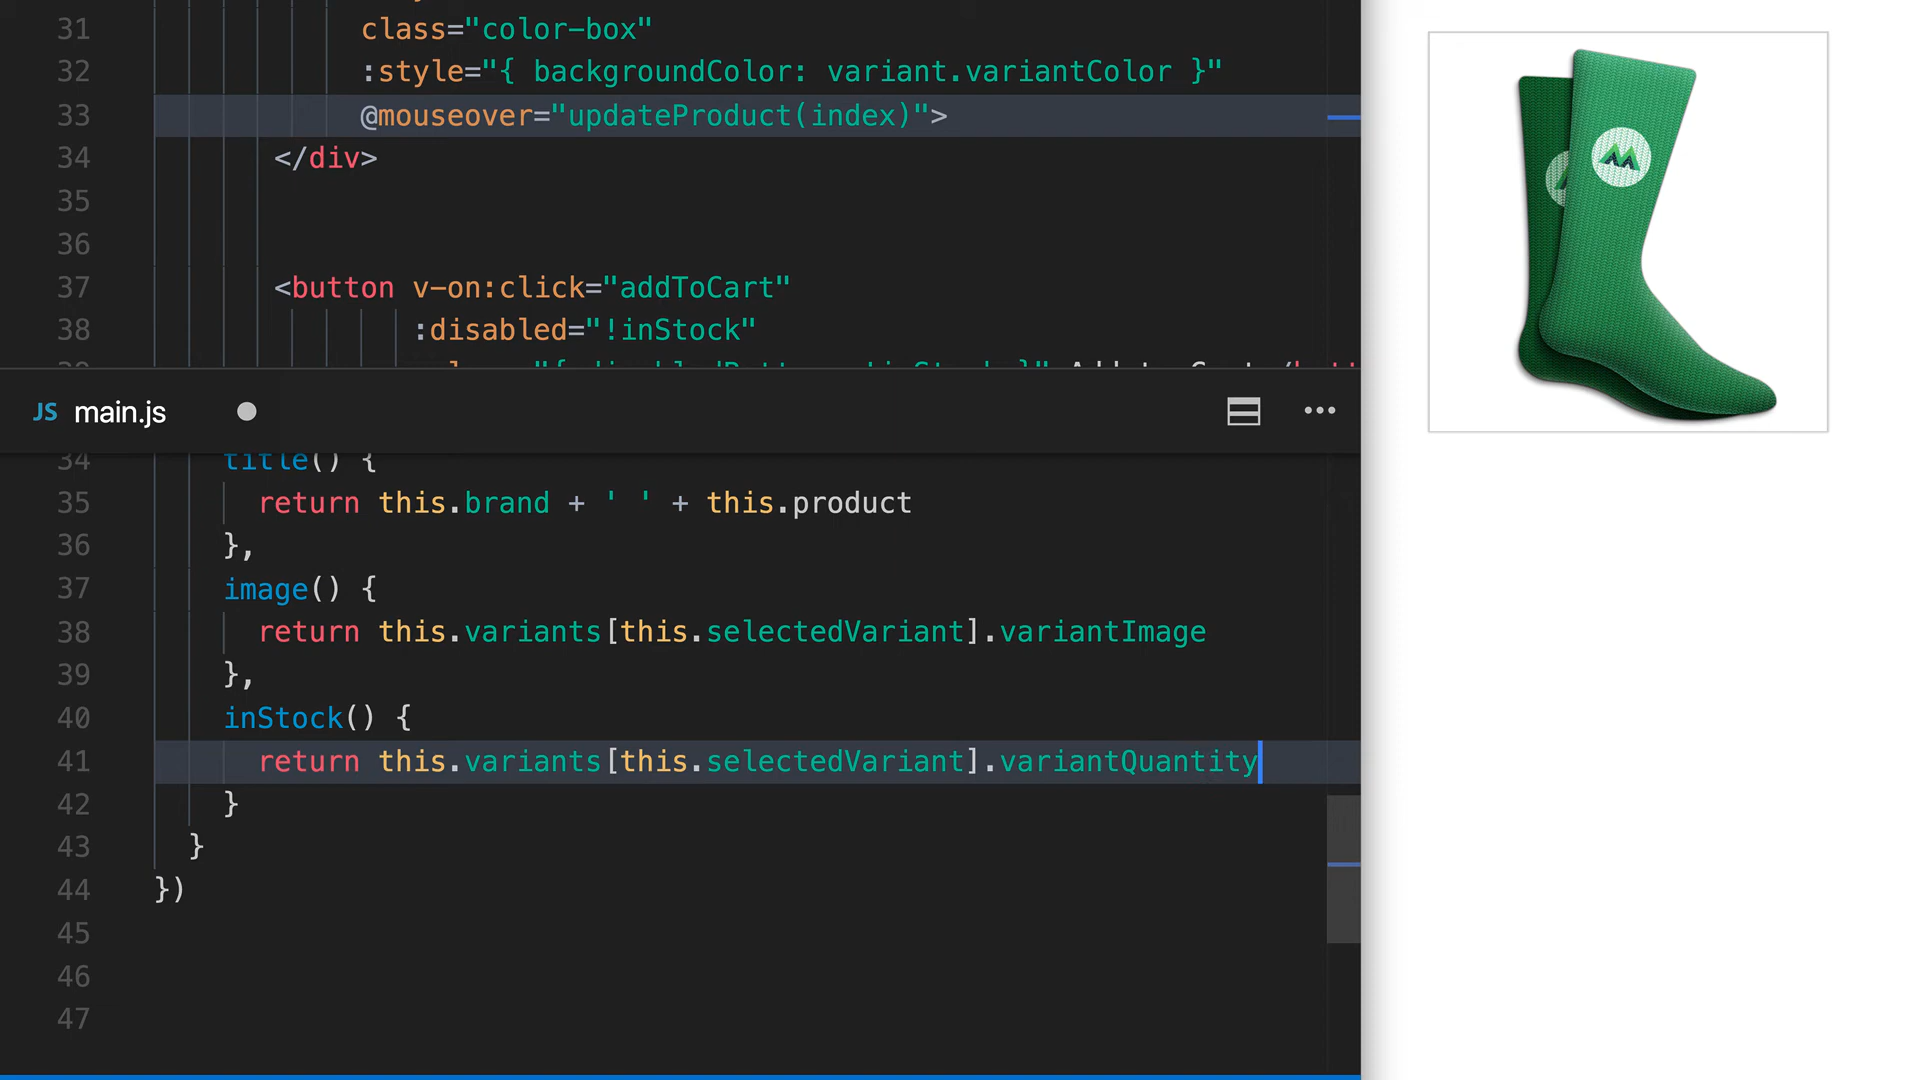 31 class="color-box"
32 :style="{ backgroundColor: variant.variantColor }"
33 @mouseover="updateProduct(index)">
34 </div>
35
36
37 <button v-on:click="addToCart"
38 :disabled="!inStock"
JS main.js
34 title() {
35 return this.brand + ' ' + this.product
36 },
37 image() {
38 return this.variants[this.selectedVariant].variantImage
39 },
40 inStock() {
41 return this.variants[this.selectedVariant].variantQuantity
42 }
43 }
44 })
45
46
47